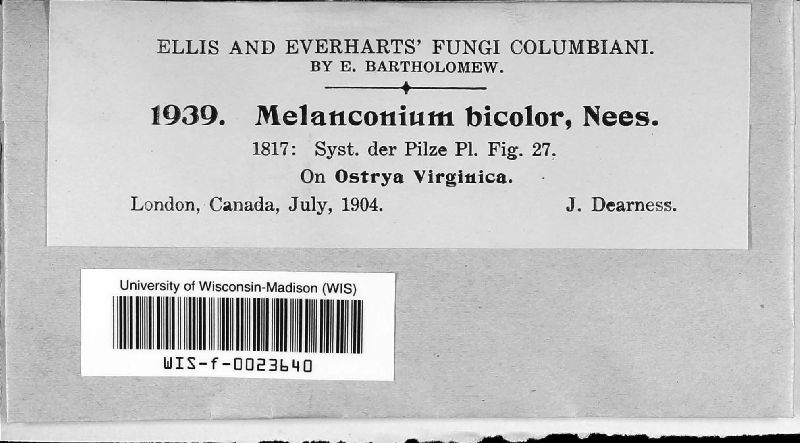 ELLIS AND EVERHARTS' FUNGI COLUMBIANI.
BY E. BARTHOLOMEW.
1939. Melanconium bicolor, Nees.
1817: Syst. der Pilze Pl. Fig. 27.
On Ostrya Virginica.
London, Canada, July, 1904. J. Dearness.
University of Wisconsin-Madison (WIS)
WIS-f-0023640